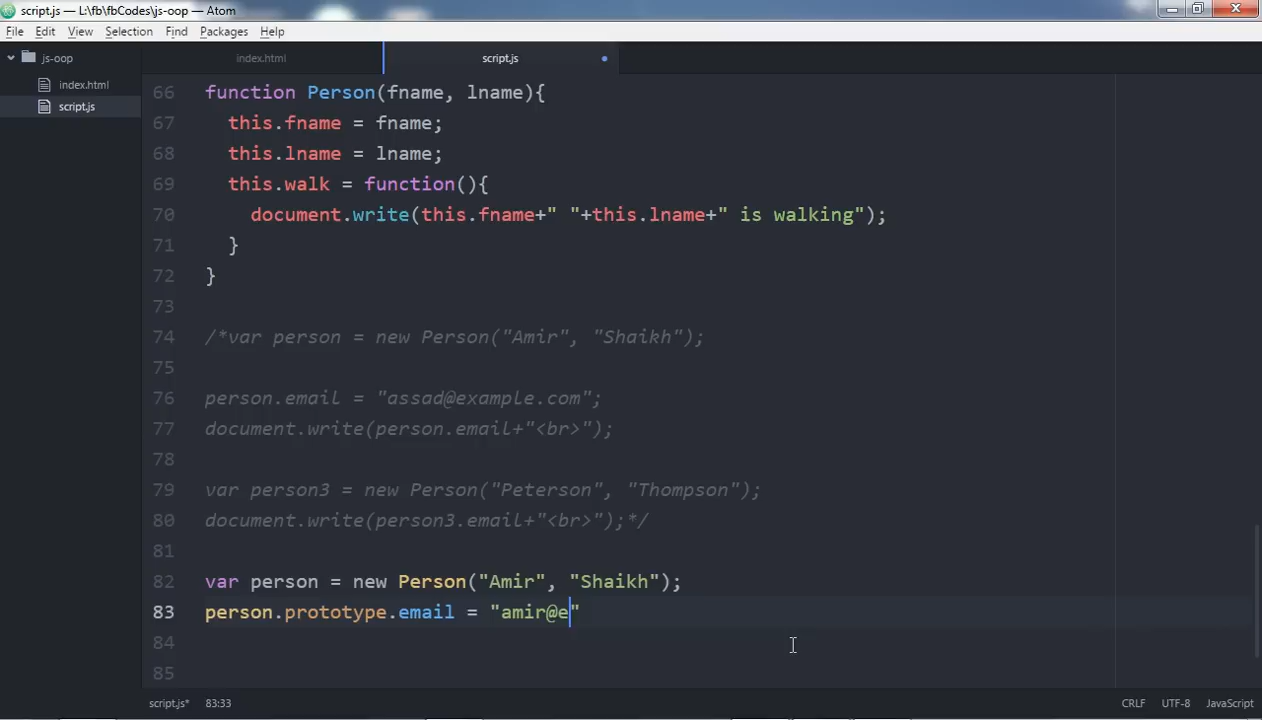 script.js — L:\fb\fbCodes\js-oop — Atom
File Edit View Selection Find Packages Help
js-oop
index.html
script.js
index.html script.js
66 function Person(fname, lname){
67 this.fname = fname;
68 this.lname = lname;
69 this.walk = function(){
70 document.write(this.fname+" "+this.lname+" is walking");
71 }
72 }
73
74 /*var person = new Person("Amir", "Shaikh");
75
76 person.email = "assad@example.com";
77 document.write(person.email+"<br>");
78
79 var person3 = new Person("Peterson", "Thompson");
80 document.write(person3.email+"<br>");*/
81
82 var person = new Person("Amir", "Shaikh");
83 person.prototype.email = "amir@e"
84
85
script.js* 83:33 CRLF UTF-8 JavaScript